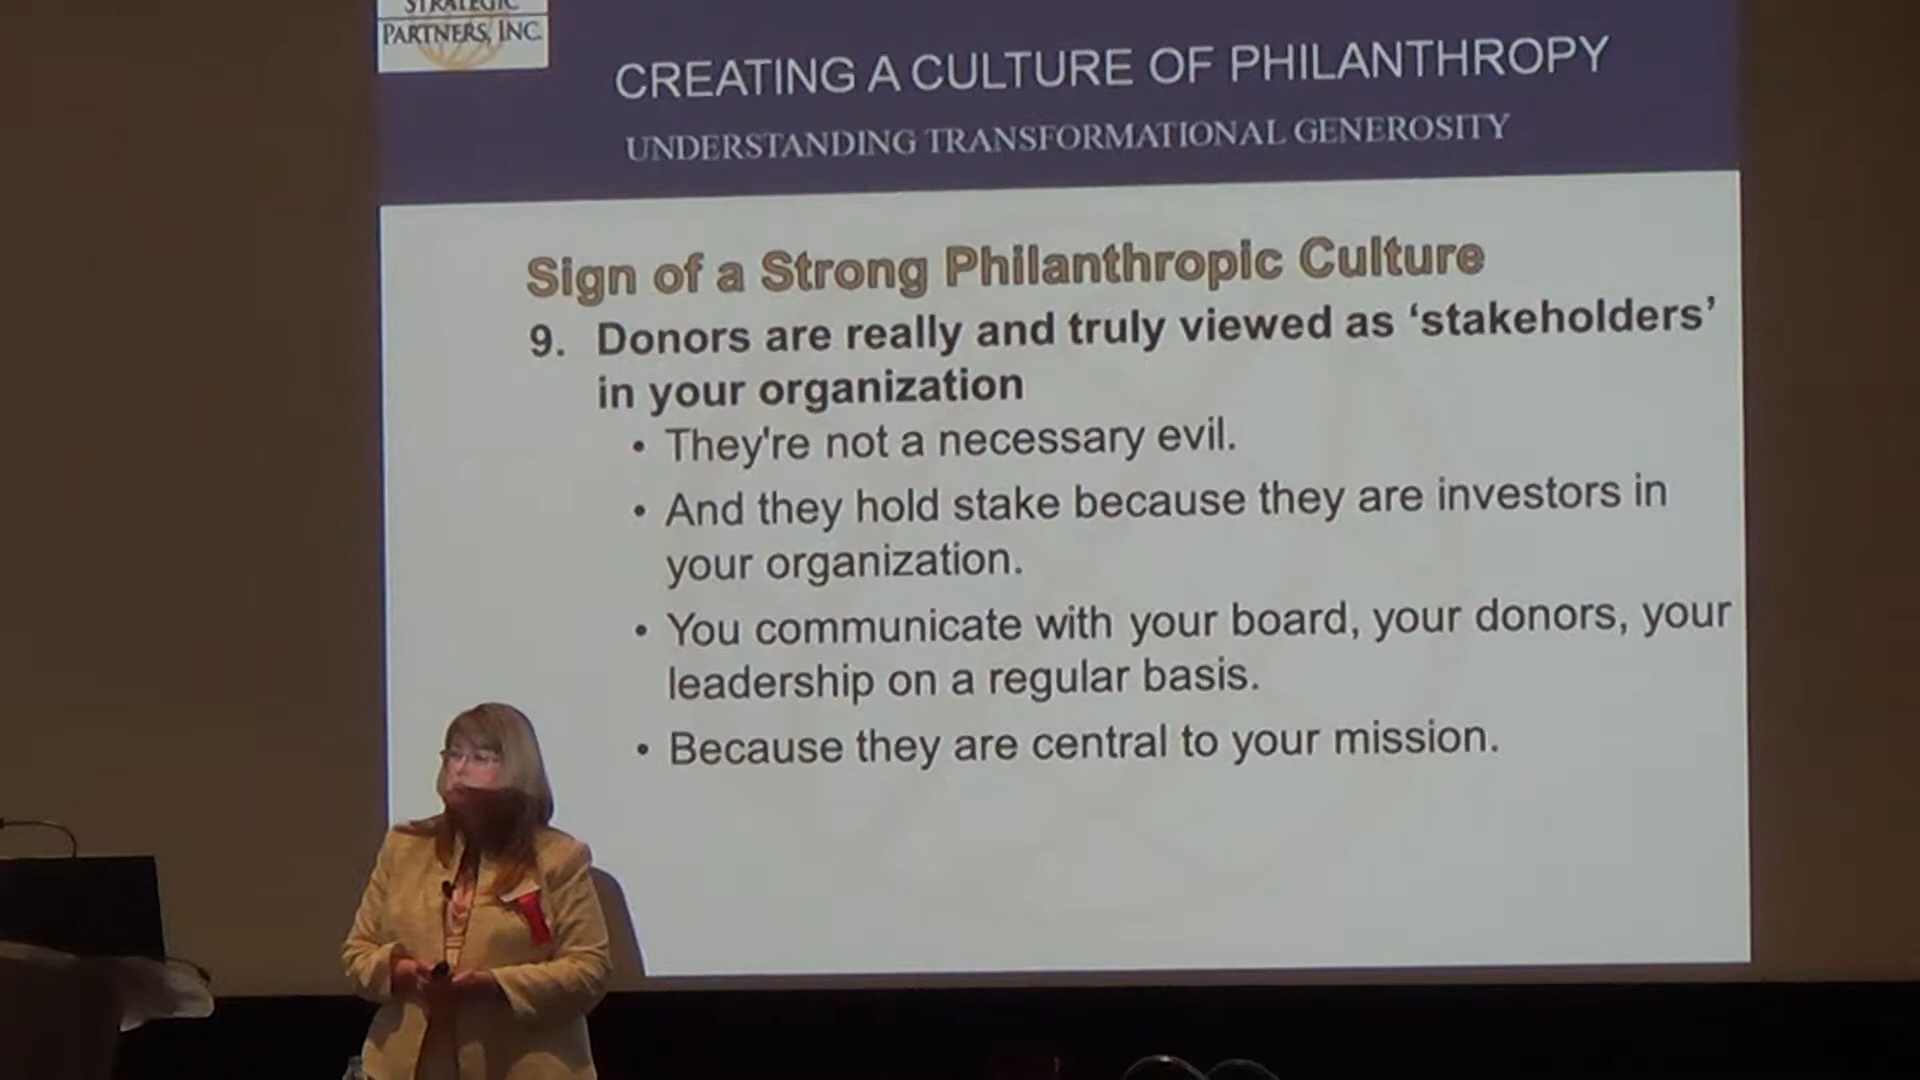 STRATEGIC
PARTNERS, INC.
CREATING A CULTURE OF PHILANTHROPY
UNDERSTANDING TRANSFORMATIONAL GENEROSITY
Sign of a Strong Philanthropic Culture
9. Donors are really and truly viewed as ‘stakeholders’
in your organization
• They're not a necessary evil.
• And they hold stake because they are investors in
your organization.
• You communicate with your board, your donors, your
leadership on a regular basis.
• Because they are central to your mission.